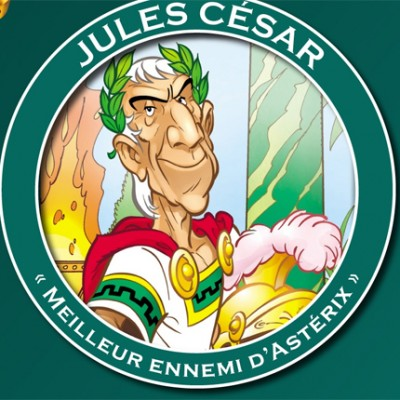 JULES CÉSAR
« MEILLEUR ENNEMI D'ASTÉRIX »